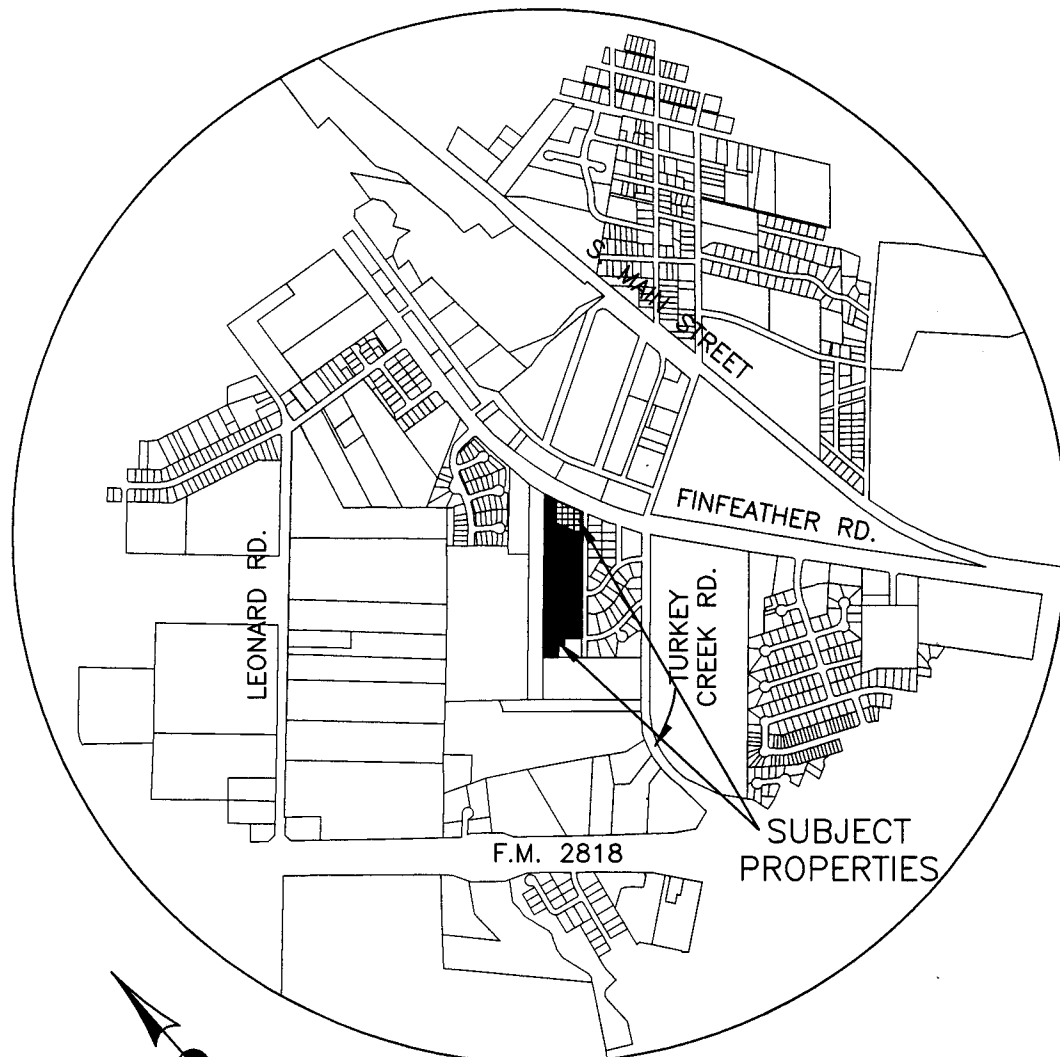 S. MAIN STREET
FINFEATHER RD.
LEONARD RD.
TURKEY
CREEK RD.
SUBJECT
PROPERTIES
F.M. 2818